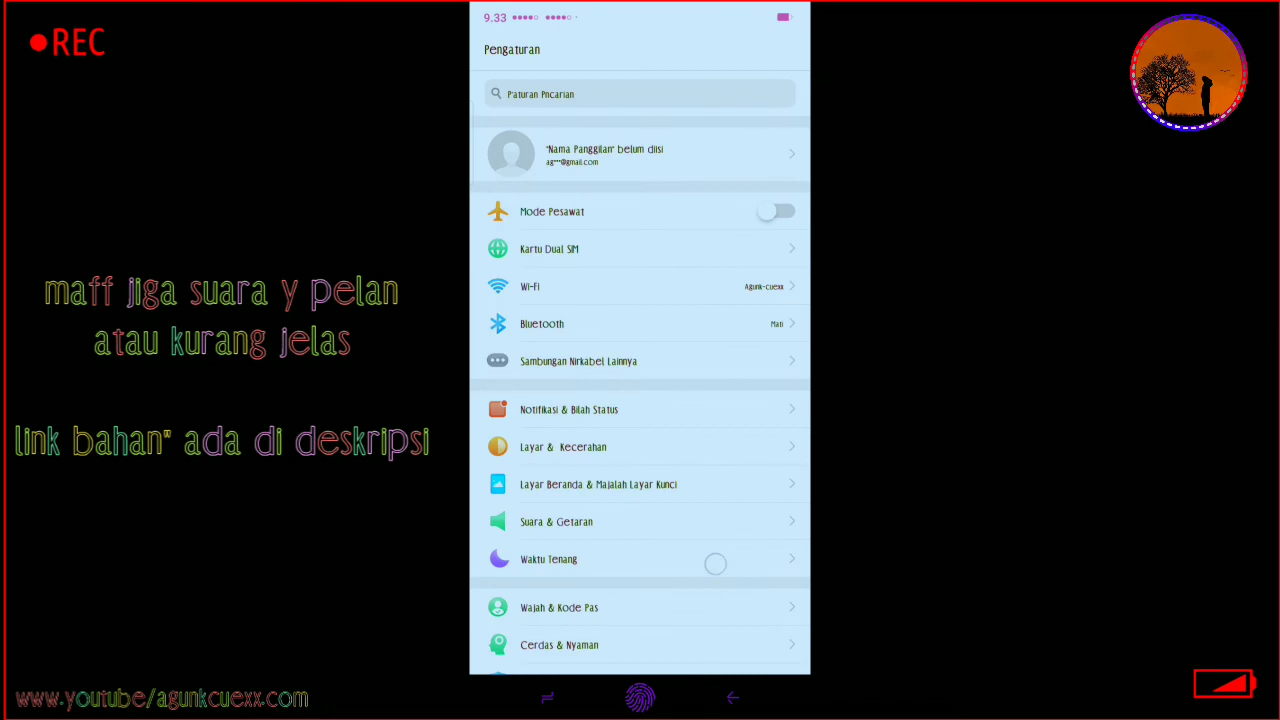 REC
maff jiga suara y pelan
atau kurang jelas
link bahan" ada di deskripsi
www.youtube/agunkcuexx.com
9.33
Pengaturan
Paturan Pncarian
"Nama Panggilan" belum diisi
ag***@gmail.com
Mode Pesawat
Kartu Dual SIM
Wi-Fi Agunk-cuexx
Bluetooth Mati
Sambungan Nirkabel Lainnya
Notifikasi & Bilah Status
Layar & Kecerahan
Layar Beranda & Majalah Layar Kunci
Suara & Getaran
Waktu Tenang
Wajah & Kode Pas
Cerdas & Nyaman